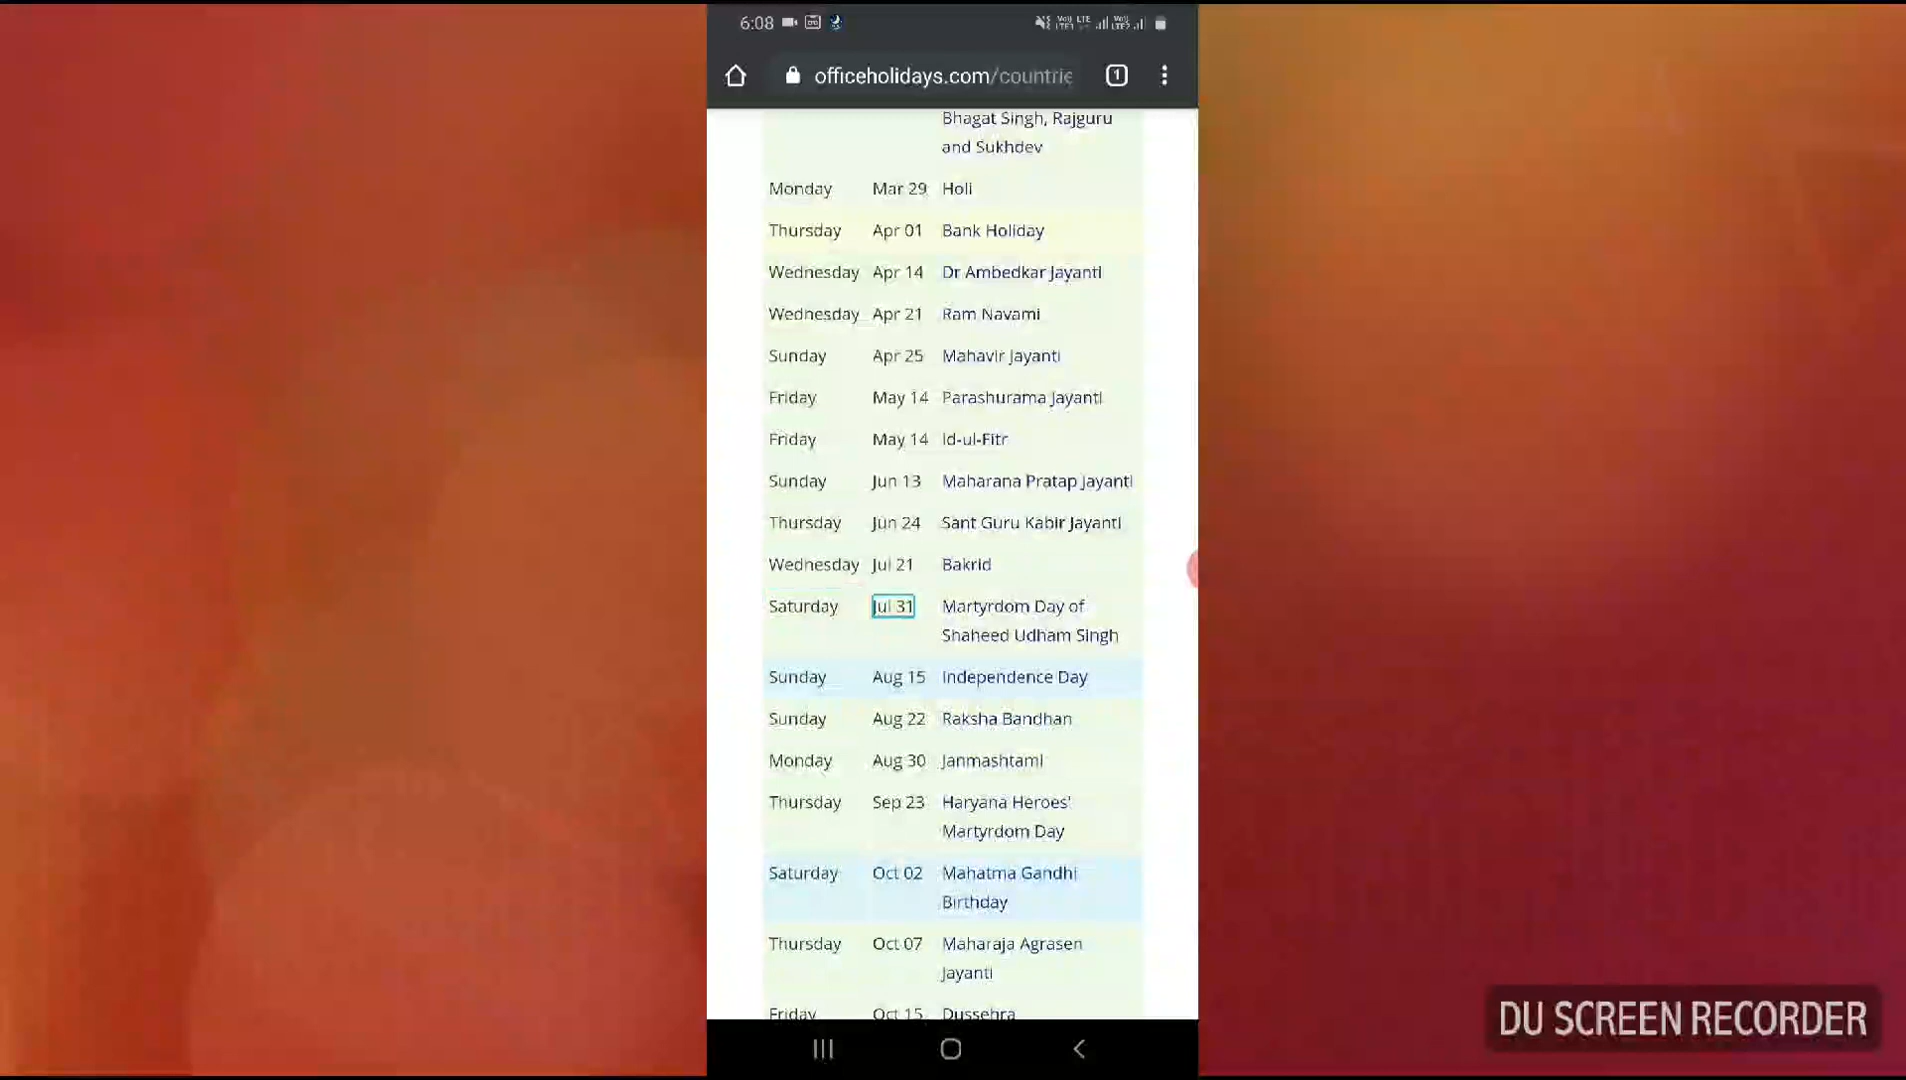 6:08
officeholidays.com/countrie
1
Bhagat Singh, Rajguru
and Sukhdev
Monday Mar 29 Holi
Thursday Apr 01 Bank Holiday
Wednesday Apr 14 Dr Ambedkar Jayanti
Wednesday Apr 21 Ram Navami
Sunday Apr 25 Mahavir Jayanti
Friday May 14 Parashurama Jayanti
Friday May 14 Id-ul-Fitr
Sunday Jun 13 Maharana Pratap Jayanti
Thursday Jun 24 Sant Guru Kabir Jayanti
Wednesday Jul 21 Bakrid
Saturday Jul 31 Martyrdom Day of
Shaheed Udham Singh
Sunday Aug 15 Independence Day
Sunday Aug 22 Raksha Bandhan
Monday Aug 30 Janmashtami
Thursday Sep 23 Haryana Heroes'
Martyrdom Day
Saturday Oct 02 Mahatma Gandhi
Birthday
Thursday Oct 07 Maharaja Agrasen
Jayanti
Friday Oct 15 Dussehra
DU SCREEN RECORDER